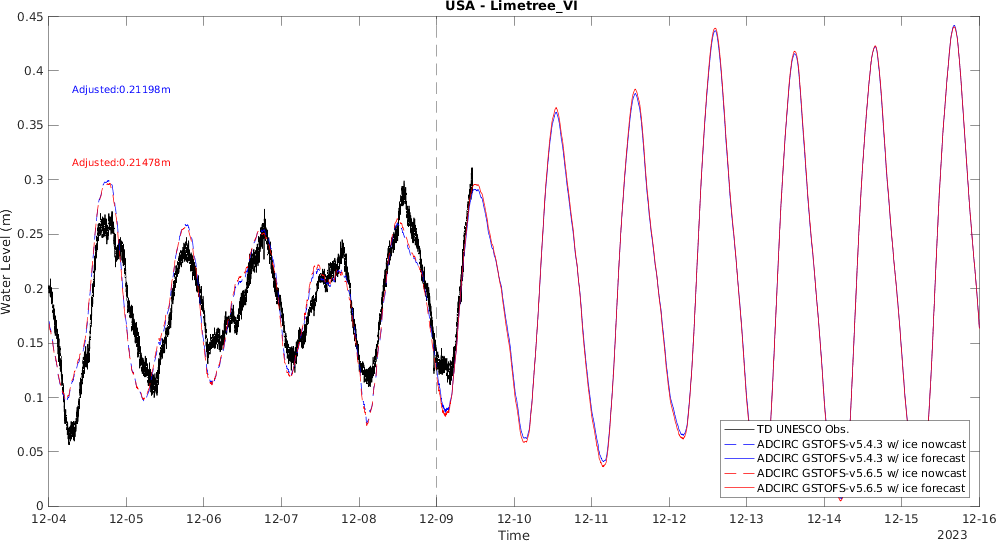 USA - Limetree_VI
0.45
0.4
0.35
0.3
0.25
0.2
0.15
0.1
0.05
0
Water Level (m)
Adjusted:0.21198m
Adjusted:0.21478m
TD UNESCO Obs.
ADCIRC GSTOFS-v5.4.3 w/ ice nowcast
ADCIRC GSTOFS-v5.4.3 w/ ice forecast
ADCIRC GSTOFS-v5.6.5 w/ ice nowcast
ADCIRC GSTOFS-v5.6.5 w/ ice forecast
12-04 12-05 12-06 12-07 12-08 12-09 12-10 12-11 12-12 12-13 12-14 12-15 12-16
Time
2023